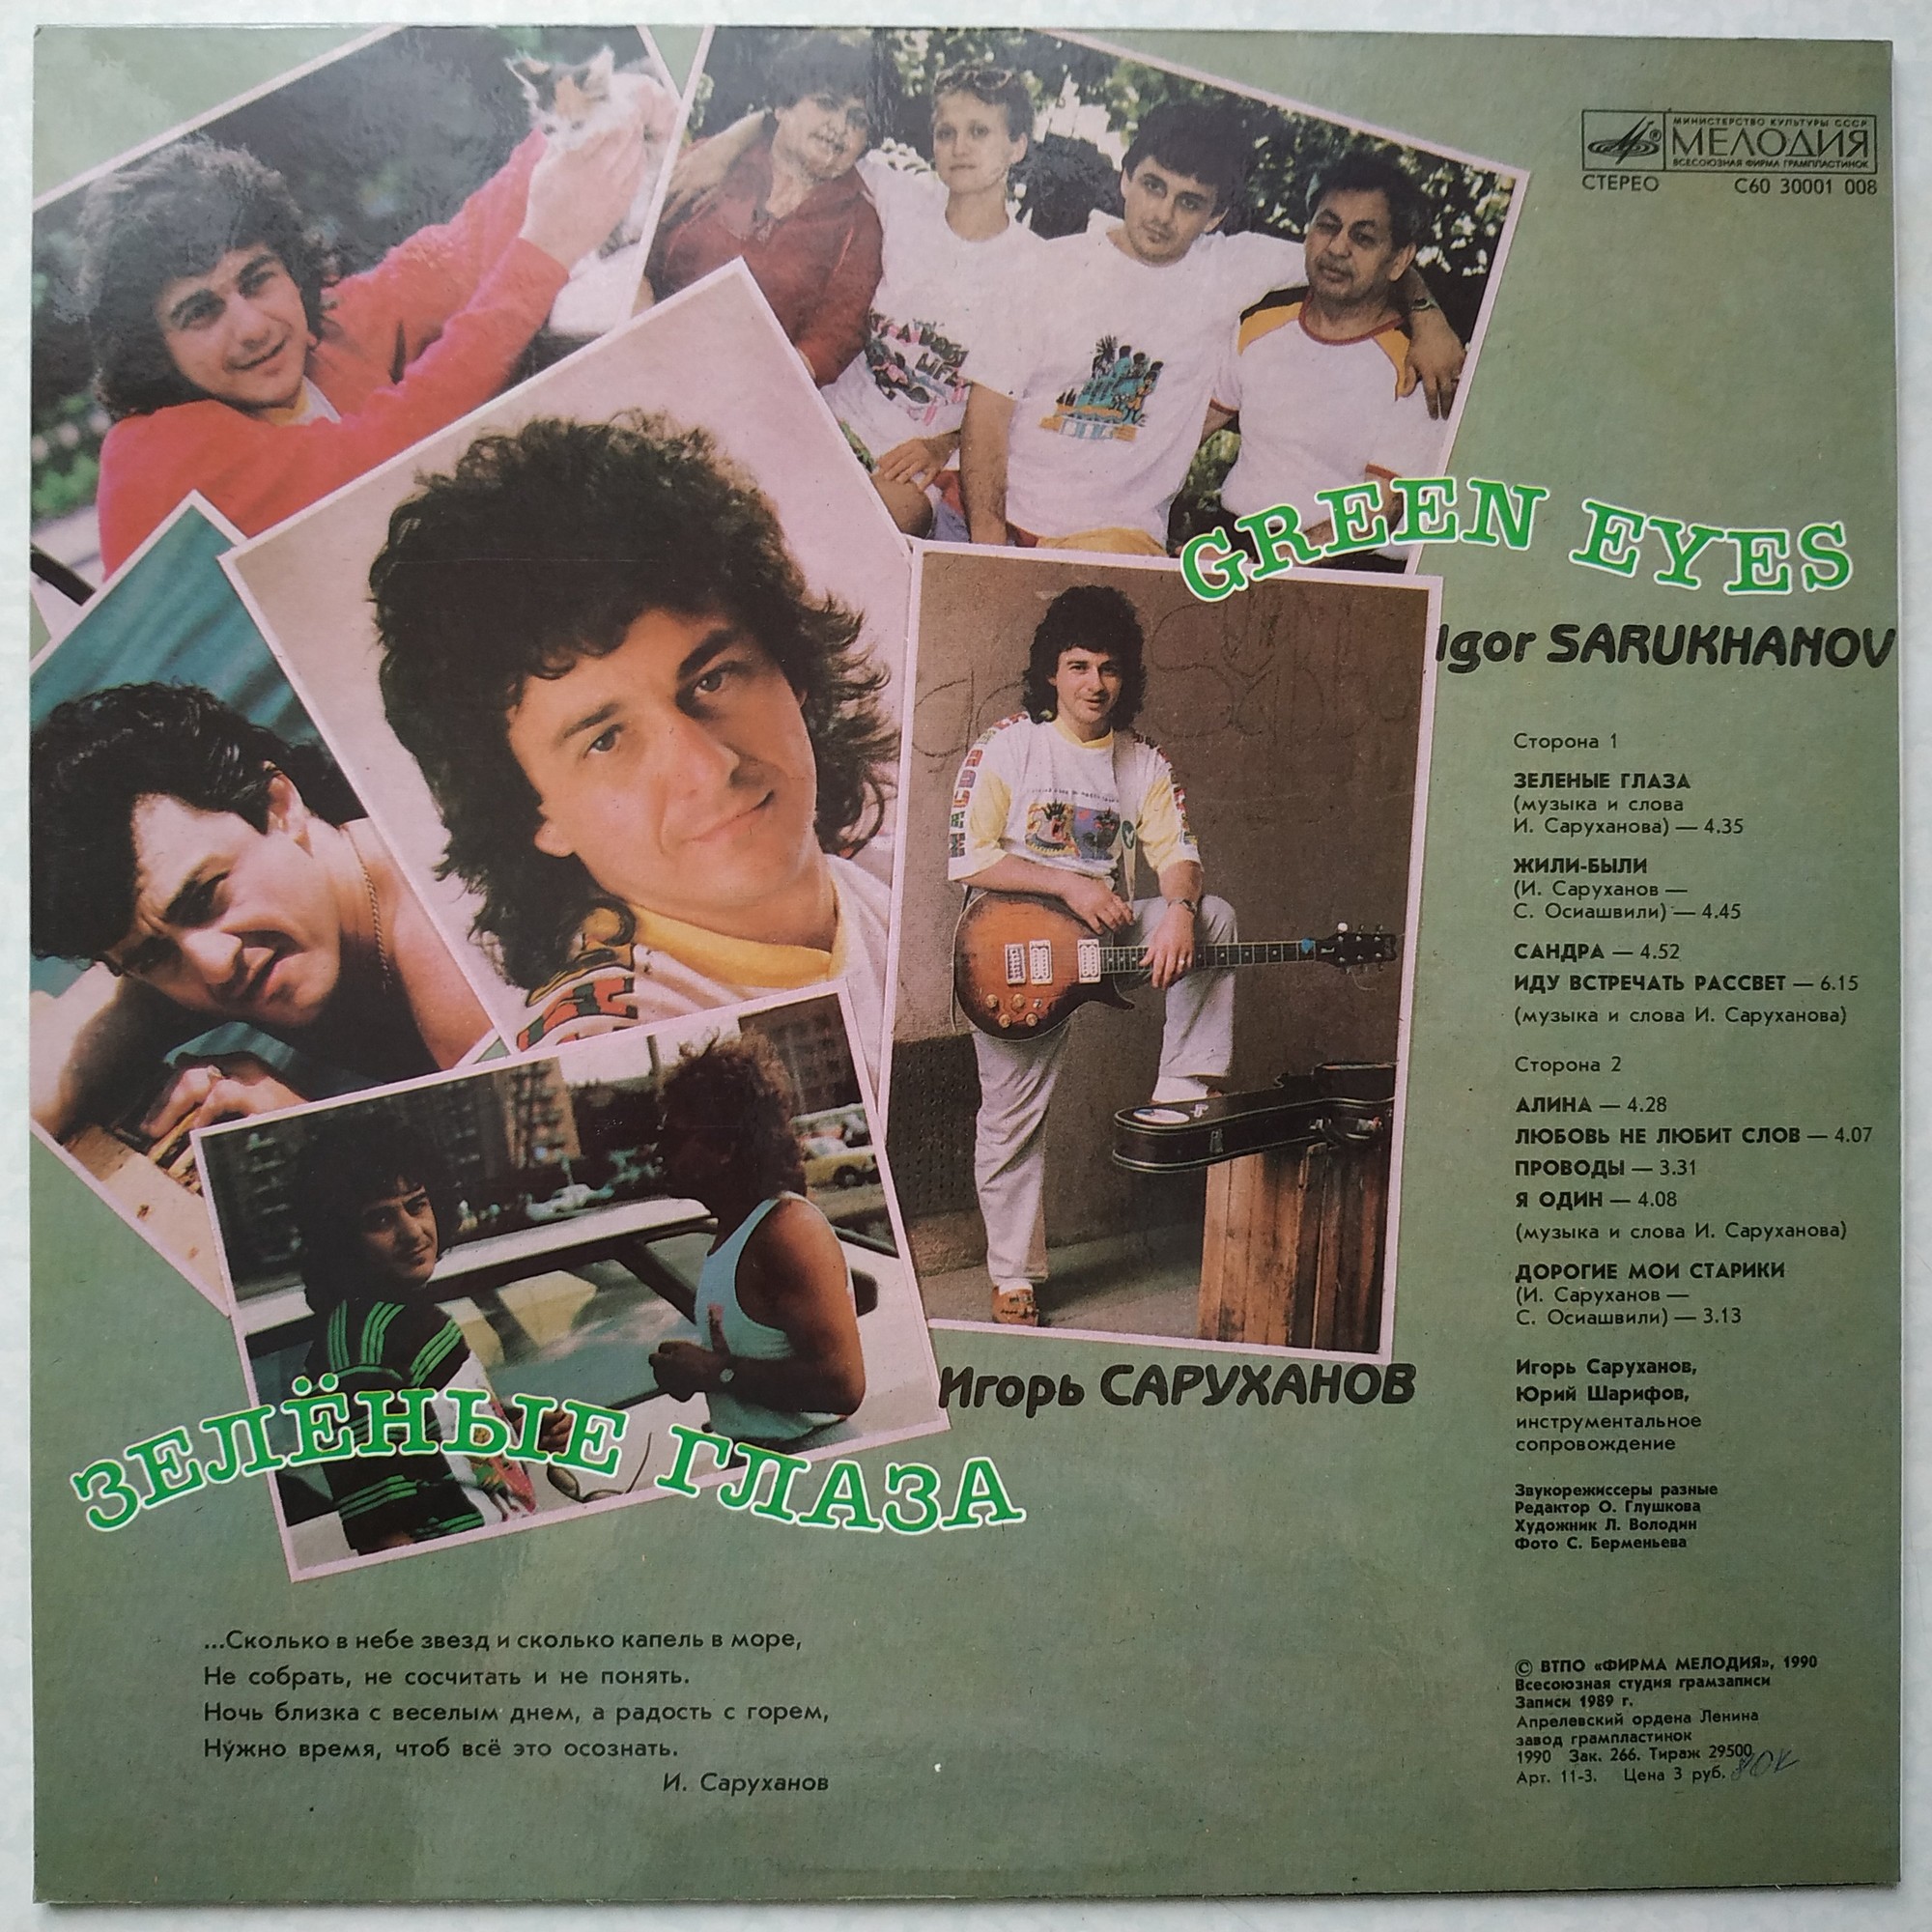 МИНИСТЕРСТВО КУЛЬТУРЫ СССР
МЕЛОДИЯ
ВСЕСОЮЗНАЯ ФИРМА ГРАМПЛАСТИНОК
СТЕРЕО С60 30001 008
GREEN EYES
Igor SARUKHANOV
Сторона 1
ЗЕЛЕНЫЕ ГЛАЗА
(музыка и слова
И. Саруханова) — 4.35
ЖИЛИ-БЫЛИ
(И. Саруханов —
С. Осиашвили) — 4.45
САНДРА — 4.52
ИДУ ВСТРЕЧАТЬ РАССВЕТ — 6.15
(музыка и слова И. Саруханова)
Сторона 2
АЛИНА — 4.28
ЛЮБОВЬ НЕ ЛЮБИТ СЛОВ — 4.07
ПРОВОДЫ — 3.31
Я ОДИН — 4.08
(музыка и слова И. Саруханова)
ДОРОГИЕ МОИ СТАРИКИ
(И. Саруханов —
С. Осиашвили) — 3.13
Игорь Саруханов,
Юрий Шарифов,
инструментальное
сопровождение
Звукорежиссеры разные
Редактор О. Глушкова
Художник Л. Володин
Фото С. Берменьева
Игорь САРУХАНОВ
ЗЕЛЁНЫЕ ГЛАЗА
...Сколько в небе звезд и сколько капель в море,
Не собрать, не сосчитать и не понять.
Ночь близка с веселым днем, а радость с горем,
Ну́жно время, чтоб всё это осознать.
И. Саруханов
© ВТПО «ФИРМА МЕЛОДИЯ», 1990
Всесоюзная студия грамзаписи
Записи 1989 г.
Апрелевский ордена Ленина
завод грампластинок
1990 Зак. 266. Тираж 29500
Арт. 11-3. Цена 3 руб.